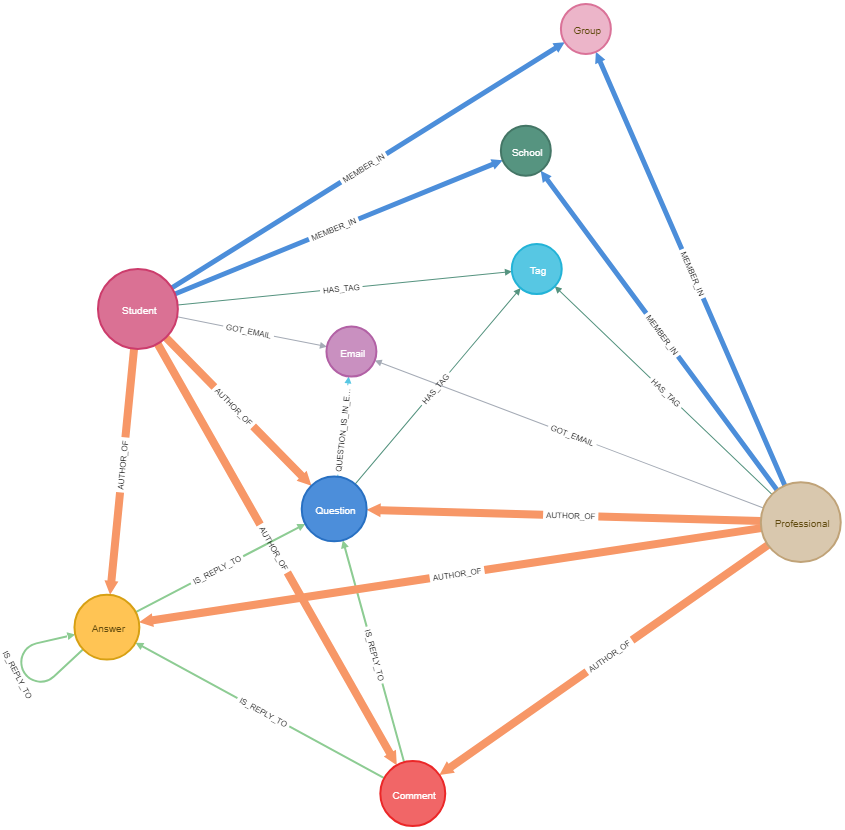 Group
MEMBER_IN
School
MEMBER_IN
MEMBER_IN
Tag
HAS_TAG
Student
GOT_EMAIL
MEMBER_IN
Email
HAS_TAG
HAS_TAG
AUTHOR_OF
QUESTION_IS_IN_E...
GOT_EMAIL
AUTHOR_OF
Question
AUTHOR_OF
Professional
AUTHOR_OF
IS_REPLY_TO
AUTHOR_OF
Answer
IS_REPLY_TO
IS_REPLY_TO
AUTHOR_OF
IS_REPLY_TO
Comment